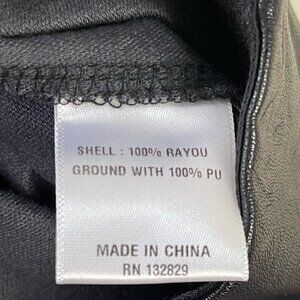 SHELL : 100% RAYOU
GROUND WITH 100% PU
MADE IN CHINA
RN 132829